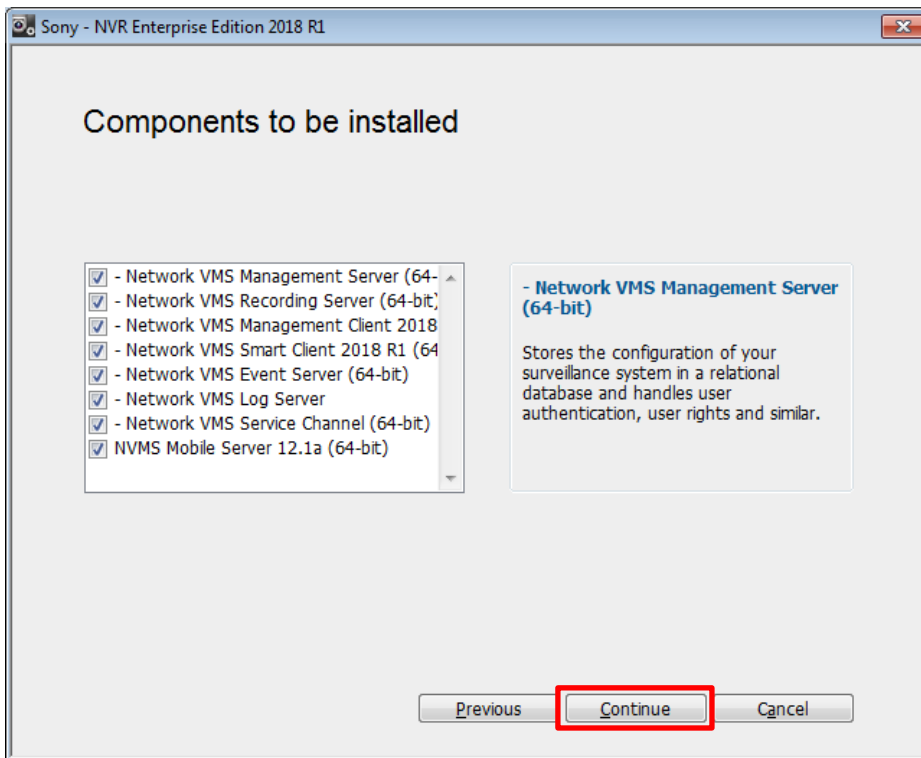 Sony - NVR Enterprise Edition 2018 R1
Components to be installed
- Network VMS Management Server (64-
- Network VMS Recording Server (64-bit)
- Network VMS Management Client 2018
- Network VMS Smart Client 2018 R1 (64
- Network VMS Event Server (64-bit)
- Network VMS Log Server
- Network VMS Service Channel (64-bit)
NVMS Mobile Server 12.1a (64-bit)
- Network VMS Management Server
(64-bit)
Stores the configuration of your
surveillance system in a relational
database and handles user
authentication, user rights and similar.
Previous
Continue
Cancel